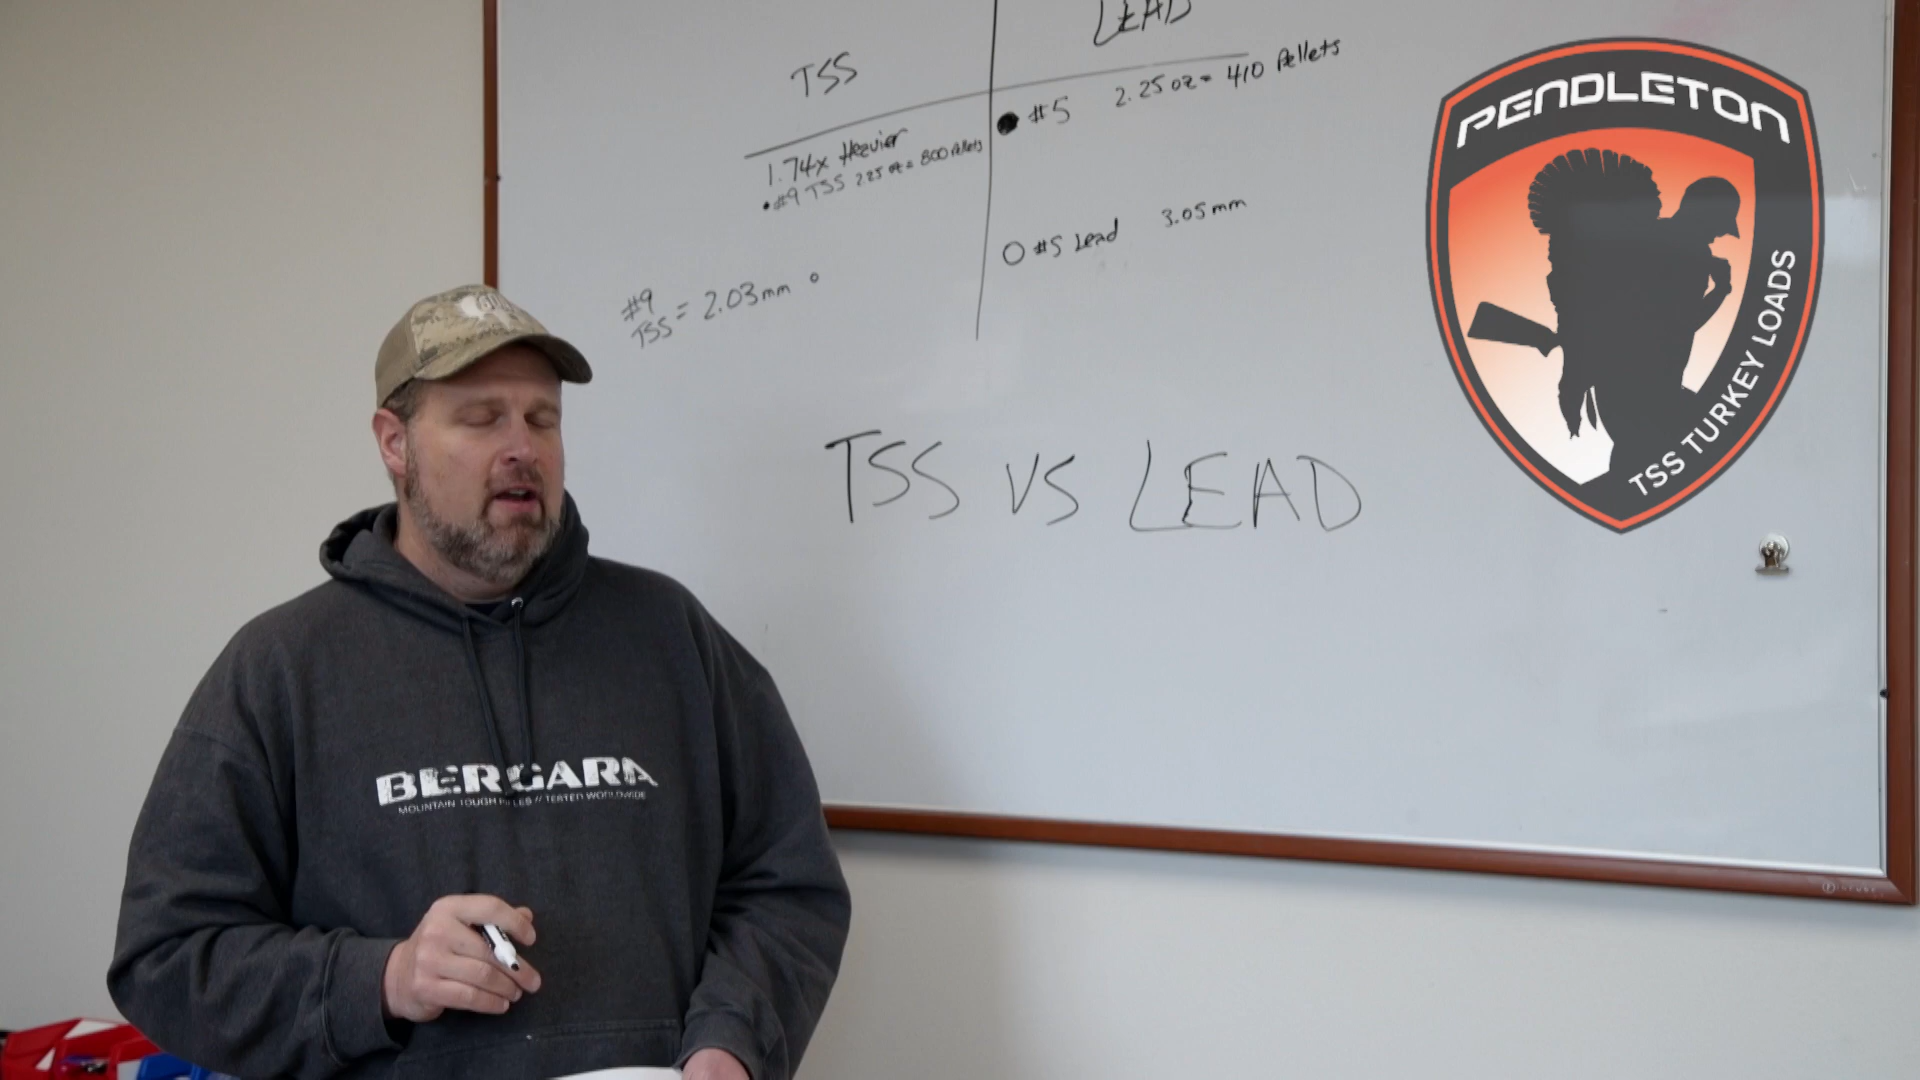 TSS
LEAD
1.74x Heavier
#9 TSS 2.25 oz = 800 Pellets
#5 2.25 oz = 410 Pellets
#5 Lead 3.05mm
#9
TSS = 2.03mm
TSS VS LEAD
PENDLETON
TSS TURKEY LOADS
BERGARA
MOUNTAIN TOUGH RIFLES // TESTED WORLDWIDE